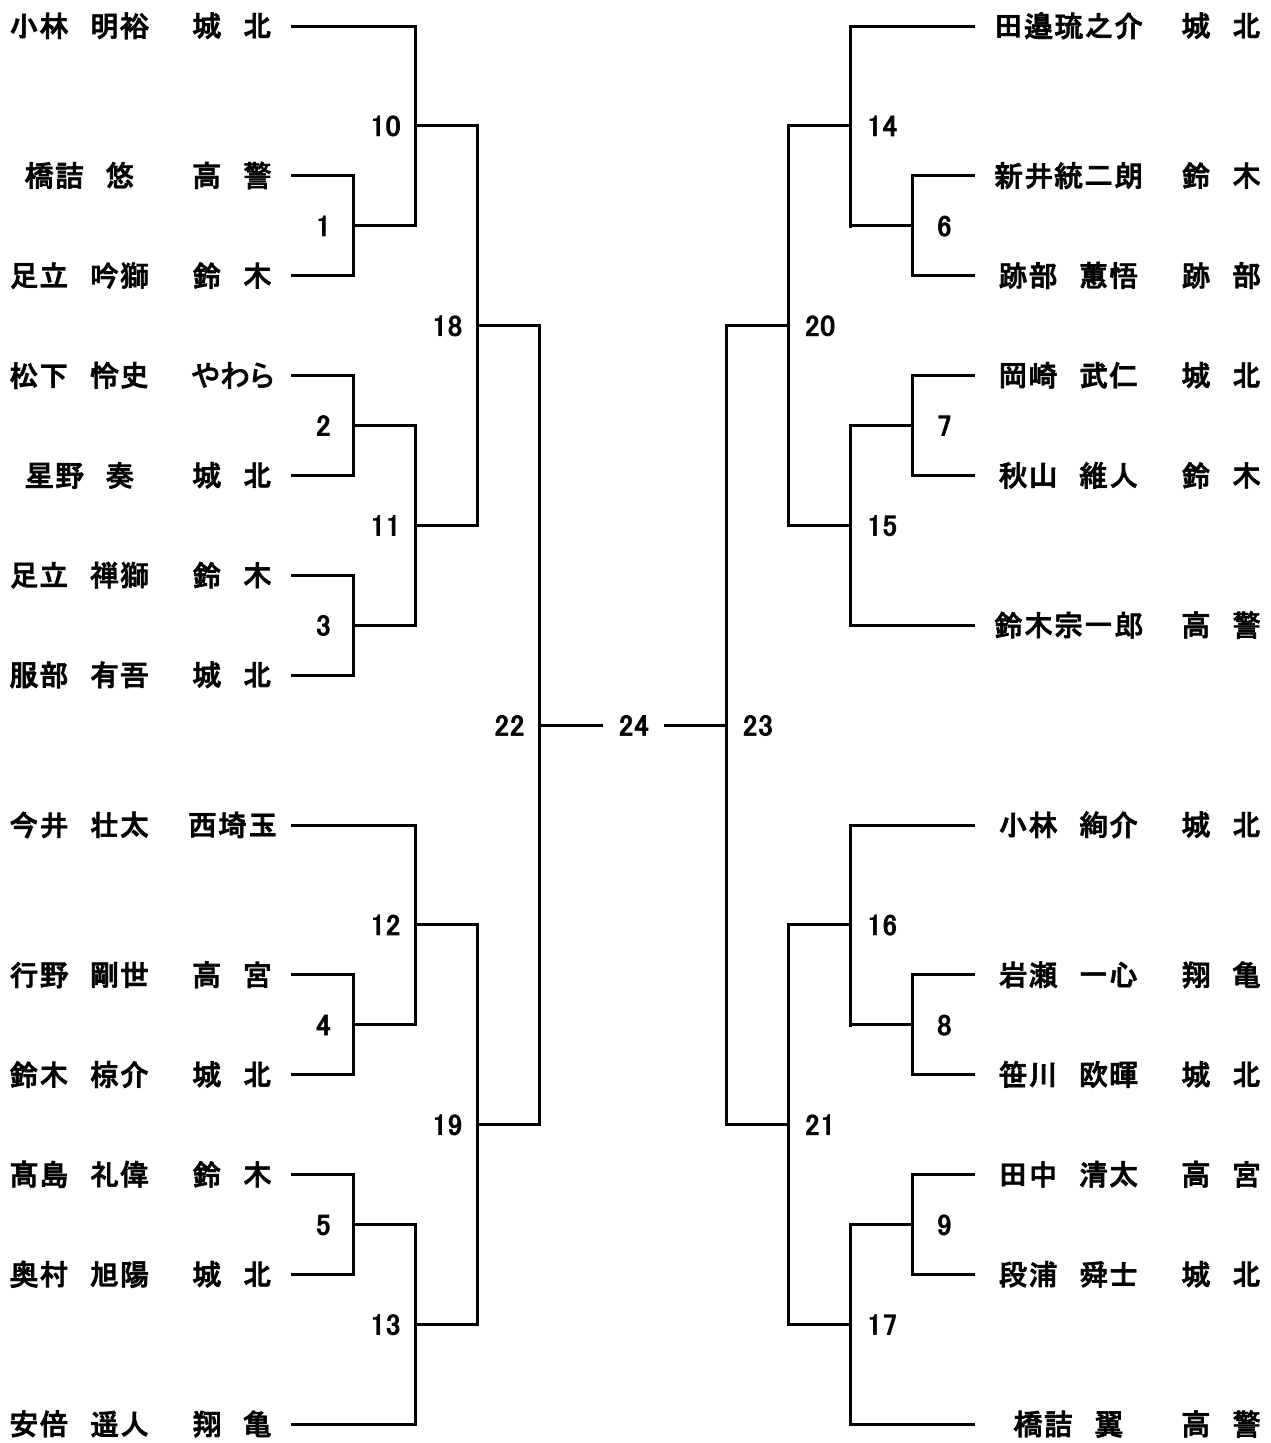 小林 明裕 城 北
10
橋詰 悠 高 警
1
足立 吟獅 鈴 木
18
松下 怜史 やわら
2
星野 奏 城 北
11
足立 禅獅 鈴 木
3
服部 有吾 城 北
22
今井 壮太 西埼玉
12
行野 剛世 高 宮
4
鈴木 椋介 城 北
19
髙島 礼偉 鈴 木
5
奥村 旭陽 城 北
13
安倍 遥人 翔 亀
24
田邉琉之介 城 北
14
新井統二朗 鈴 木
6
跡部 蕙悟 跡 部
20
岡崎 武仁 城 北
7
秋山 維人 鈴 木
15
鈴木宗一郎 高 警
23
小林 絢介 城 北
16
岩瀬 一心 翔 亀
8
笹川 欧暉 城 北
21
田中 清太 高 宮
9
段浦 舜士 城 北
17
橋詰 翼 高 警